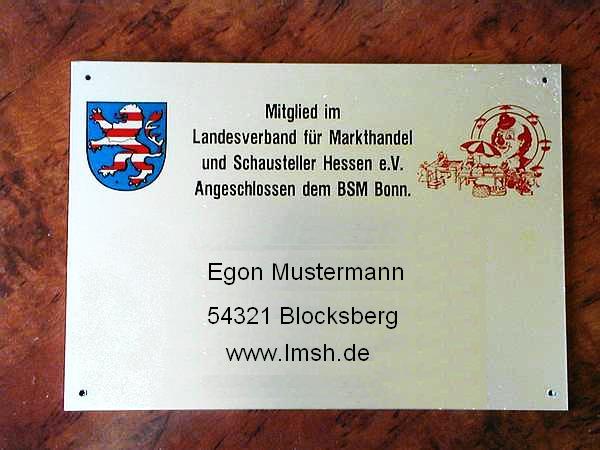 Mitglied im
Landesverband für Markthandel
und Schausteller Hessen e.V.
Angeschlossen dem BSM Bonn.
Egon Mustermann
54321 Blocksberg
www.lmsh.de